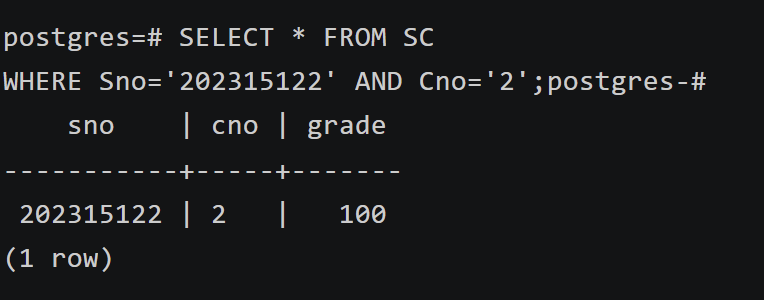 postgres=# SELECT * FROM SC
WHERE Sno='202315122' AND Cno='2';postgres-#
    sno    | cno | grade
-----------+-----+-------
 202315122 | 2   |   100
(1 row)